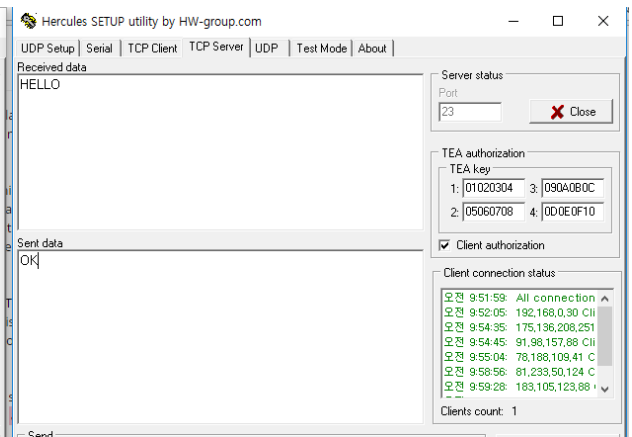 Hercules SETUP utility by HW-group.com
UDP Setup Serial TCP Client TCP Server UDP Test Mode About
Received data
HELLO
Server status
Port
23
Close
TEA authorization
TEA key
1: 01020304 3: 090A0B0C
2: 05060708 4: 0D0E0F10
Client authorization
Sent data
OK
Client connection status
오전 9:51:59: All connection
오전 9:52:05: 192,168,0,30 Cli
오전 9:54:35: 175,136,208,251
오전 9:54:45: 91,98,157,88 Cli
오전 9:55:04: 78,188,109,41 C
오전 9:58:56: 81,233,50,124 C
오전 9:59:28: 183,105,123,88
Clients count: 1
Send